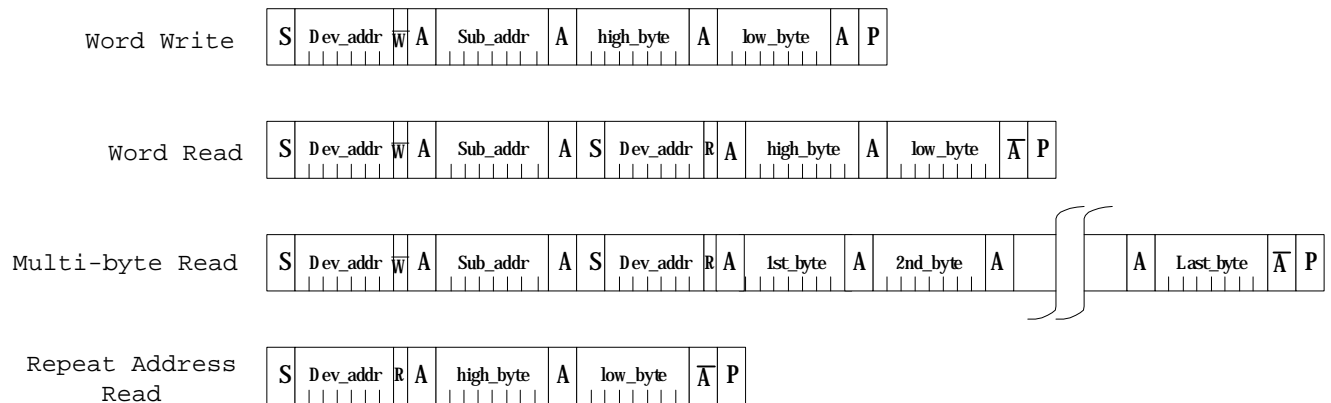 Word Write S Dev_addr W̅ A Sub_addr A high_byte A low_byte A P
Word Read S Dev_addr W̅ A Sub_addr A S Dev_addr R A high_byte A low_byte A̅ P
Multi-byte Read S Dev_addr W̅ A Sub_addr A S Dev_addr R A 1st_byte A 2nd_byte A A Last_byte A̅ P
Repeat Address
Read
S Dev_addr R A high_byte A low_byte A̅ P